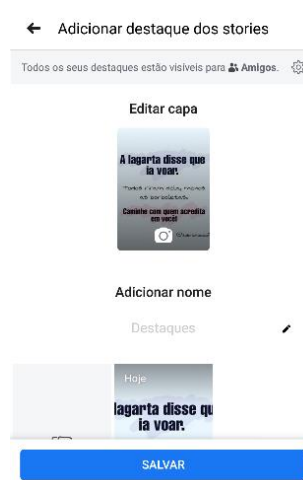 Adicionar destaque dos stories
Todos os seus destaques estão visíveis para Amigos.
Editar capa
A lagarta disse que
ia voar.
Caminhe com quem acredita
em você!
Adicionar nome
Destaques
Hoje
lagarta disse qu
ia voar.
SALVAR